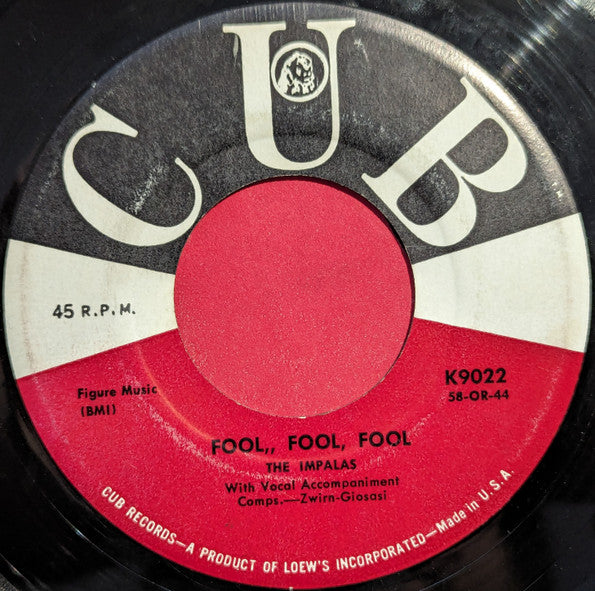 CUB
45 R.P.M.
Figure Music
(BMI)
K9022
58-OR-44
FOOL,, FOOL, FOOL
THE IMPALAS
With Vocal Accompaniment
Comps.—Zwirn-Giosasi
CUB RECORDS—A PRODUCT OF LOEW'S INCORPORATED—Made in U.S.A.